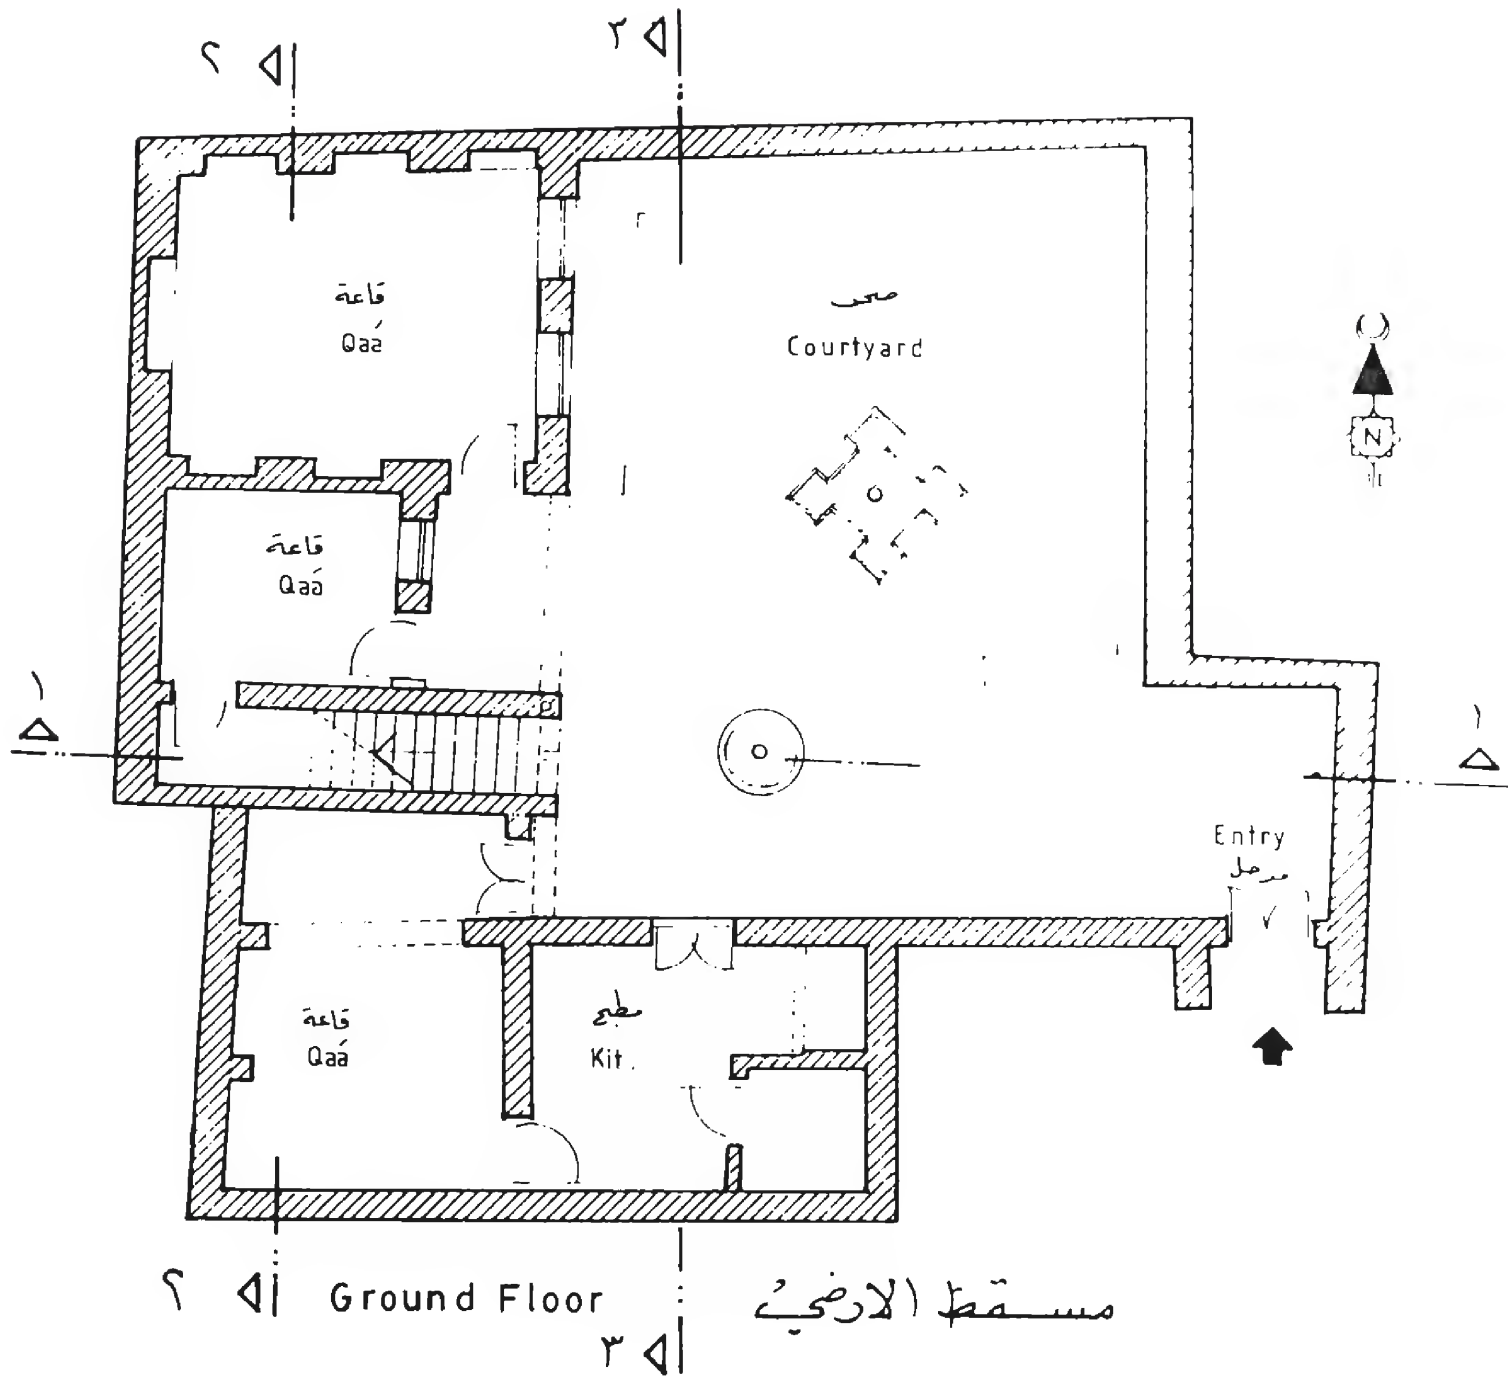 ٢
٣
قاعة
Qaá
صحن
Courtyard
N
قاعة
Qaá
١
١
Entry
مدخل
قاعة
Qaá
مطبخ
Kit.
٢
Ground Floor
مسقط الارضي
٣